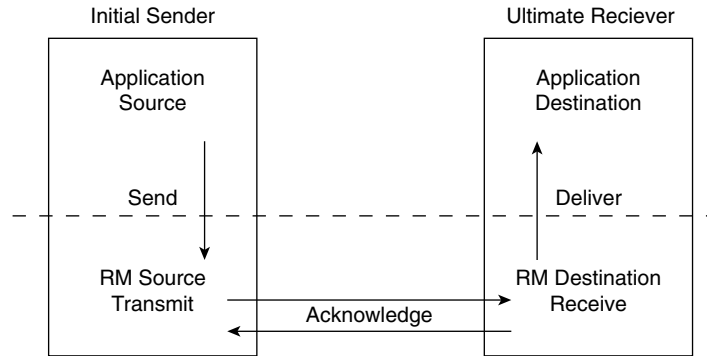 Initial Sender
Ultimate Reciever
Application
Source
Application
Destination
Send
Deliver
RM Source
Transmit
RM Destination
Receive
Acknowledge